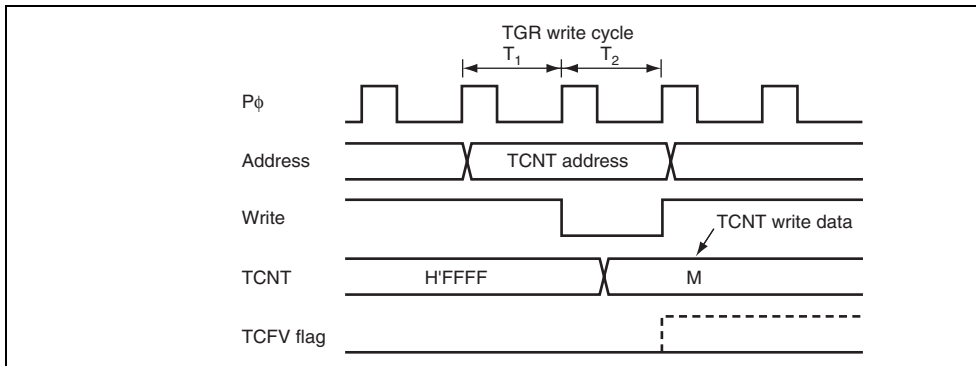 TGR write cycle
T1 T2
Pϕ
Address TCNT address
Write
TCNT write data
TCNT H'FFFF M
TCFV flag